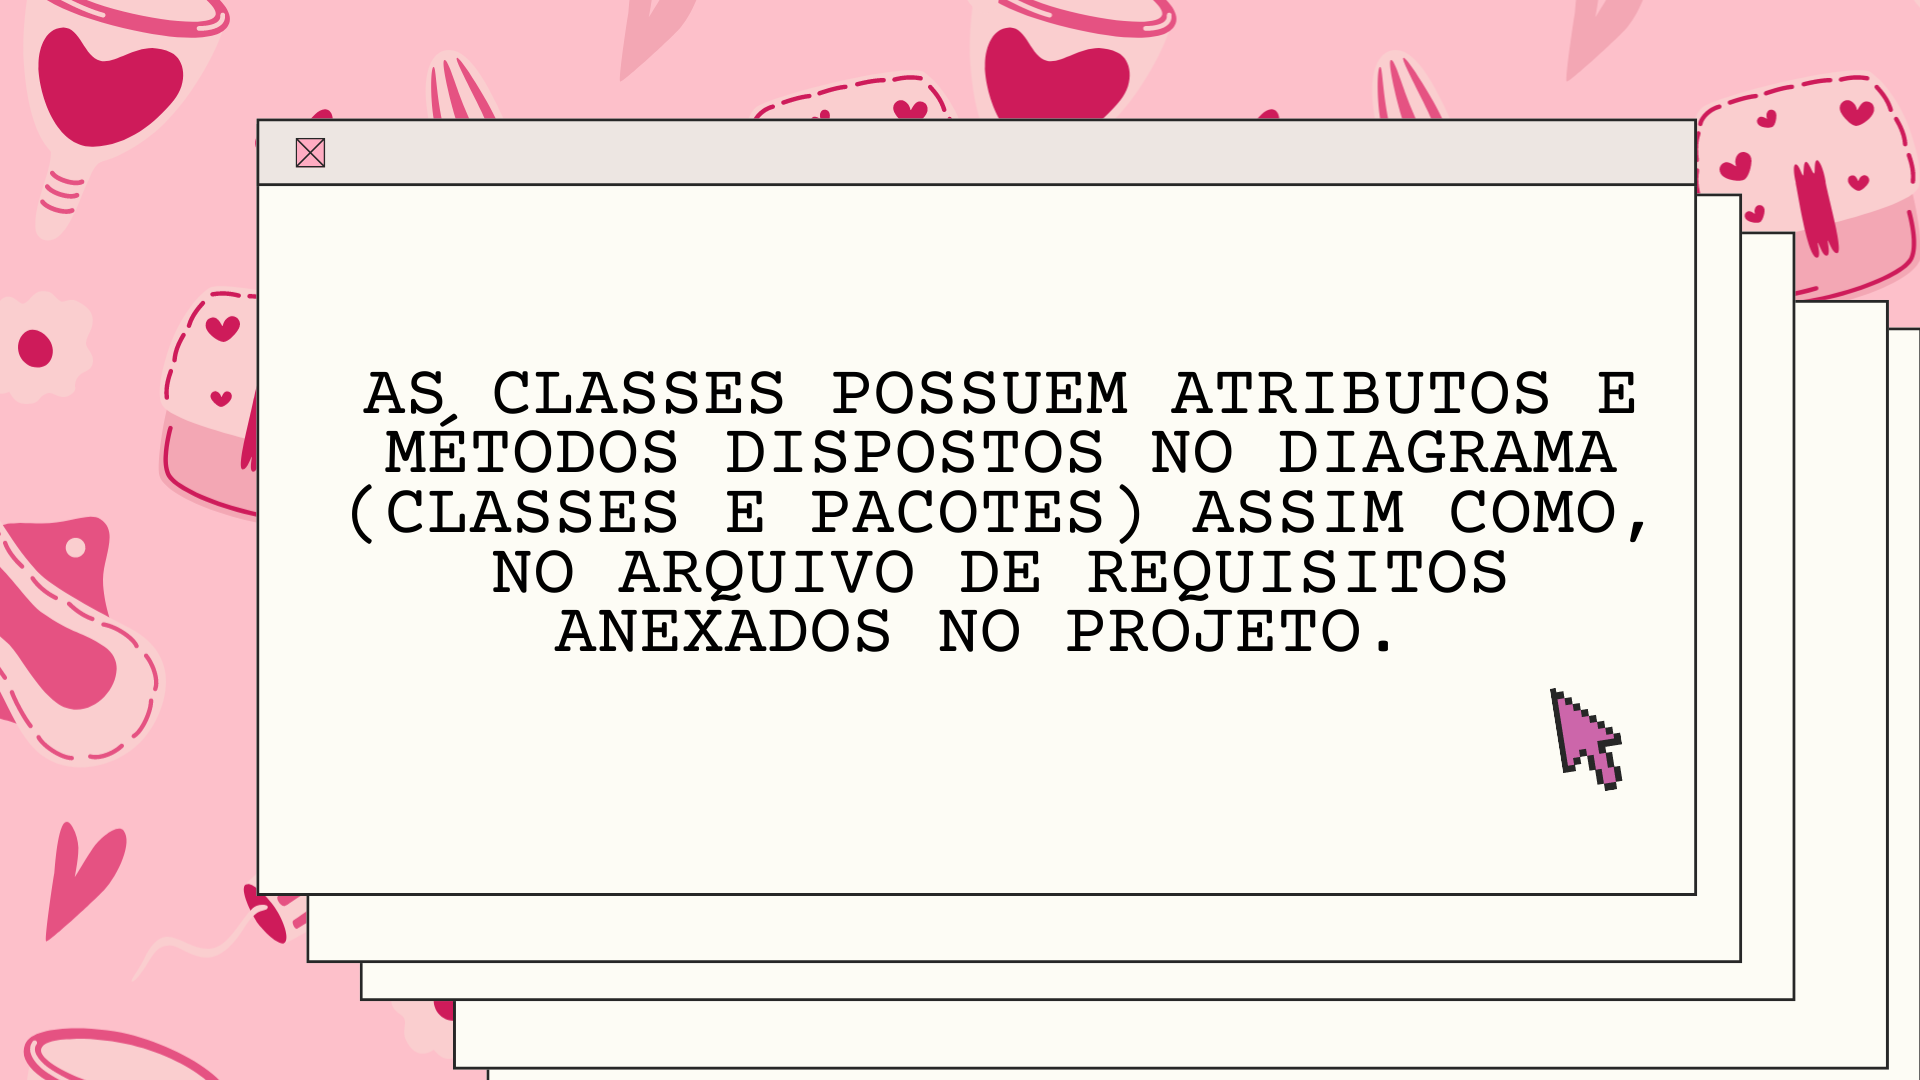 AS CLASSES POSSUEM ATRIBUTOS E
MÉTODOS DISPOSTOS NO DIAGRAMA
(CLASSES E PACOTES) ASSIM COMO,
NO ARQUIVO DE REQUISITOS
ANEXADOS NO PROJETO.